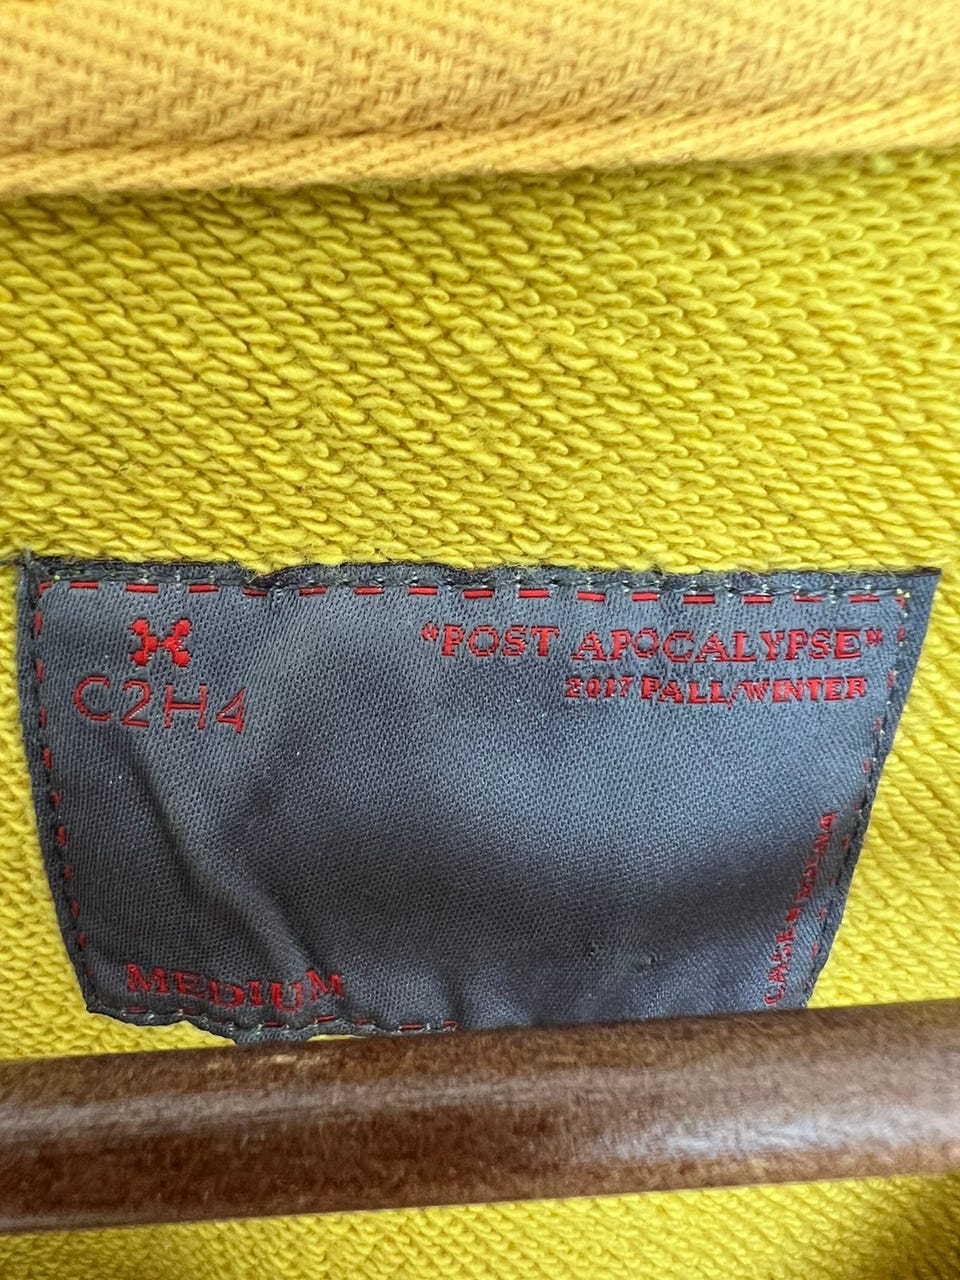 C2H4
"POST APOCALYPSE"
2017 FALL/WINTER
MEDIUM